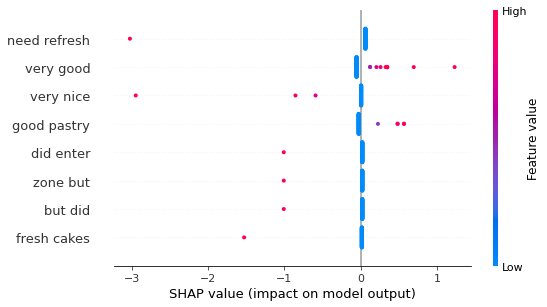 High
need refresh
very good
very nice
good pastry
did enter
zone but
but did
fresh cakes
Feature value
Low
−3 −2 −1 0 1
SHAP value (impact on model output)